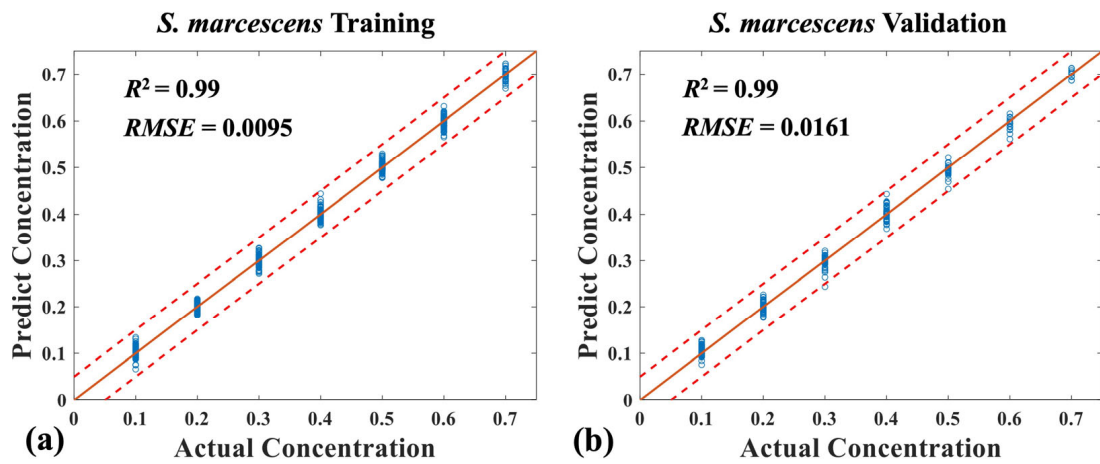 S. marcescens Training
R² = 0.99
RMSE = 0.0095
Predict Concentration
0.7
0.6
0.5
0.4
0.3
0.2
0.1
0
0 0.1 0.2 0.3 0.4 0.5 0.6 0.7
Actual Concentration
(a)
S. marcescens Validation
R² = 0.99
RMSE = 0.0161
Predict Concentration
0.7
0.6
0.5
0.4
0.3
0.2
0.1
0
0 0.1 0.2 0.3 0.4 0.5 0.6 0.7
Actual Concentration
(b)